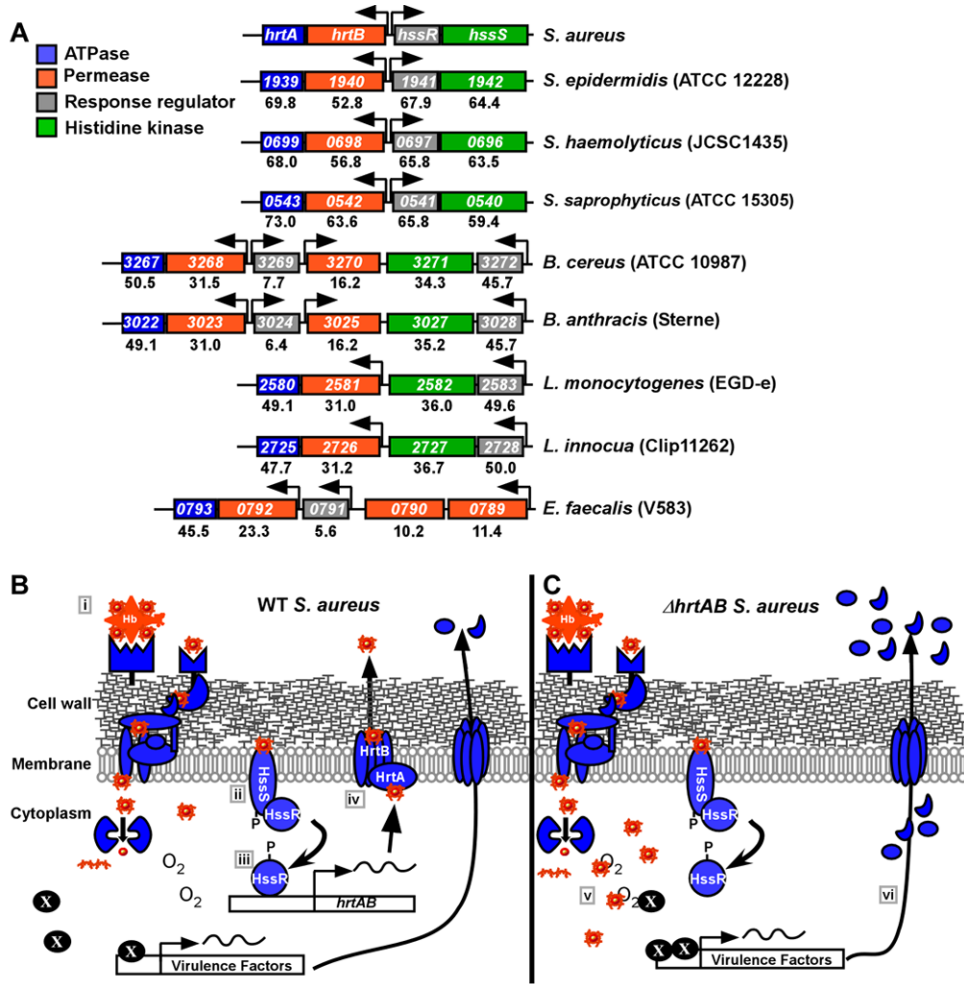 A
ATPase
Permease
Response regulator
Histidine kinase
hrtA hrtB hssR hssS S. aureus
1939 1940 1941 1942 S. epidermidis (ATCC 12228)
69.8 52.8 67.9 64.4
0699 0698 0697 0696 S. haemolyticus (JCSC1435)
68.0 56.8 65.8 63.5
0543 0542 0541 0540 S. saprophyticus (ATCC 15305)
73.0 63.6 65.8 59.4
3267 3268 3269 3270 3271 3272 B. cereus (ATCC 10987)
50.5 31.5 7.7 16.2 34.3 45.7
3022 3023 3024 3025 3027 3028 B. anthracis (Sterne)
49.1 31.0 6.4 16.2 35.2 45.7
2580 2581 2582 2583 L. monocytogenes (EGD-e)
49.1 31.0 36.0 49.6
2725 2726 2727 2728 L. innocua (Clip11262)
47.7 31.2 36.7 50.0
0793 0792 0791 0790 0789 E. faecalis (V583)
45.5 23.3 5.6 10.2 11.4
B
WT S. aureus
i
Hb
Cell wall
Membrane
Cytoplasm
HssS
HssR
P
ii
HrtB
HrtA
iv
P
iii
HssR
O2
O2
hrtAB
X
X
X
Virulence Factors
C
ΔhrtAB S. aureus
Hb
HssS
HssR
P
P
HssR
O2
O2
v
X
vi
X
X
Virulence Factors